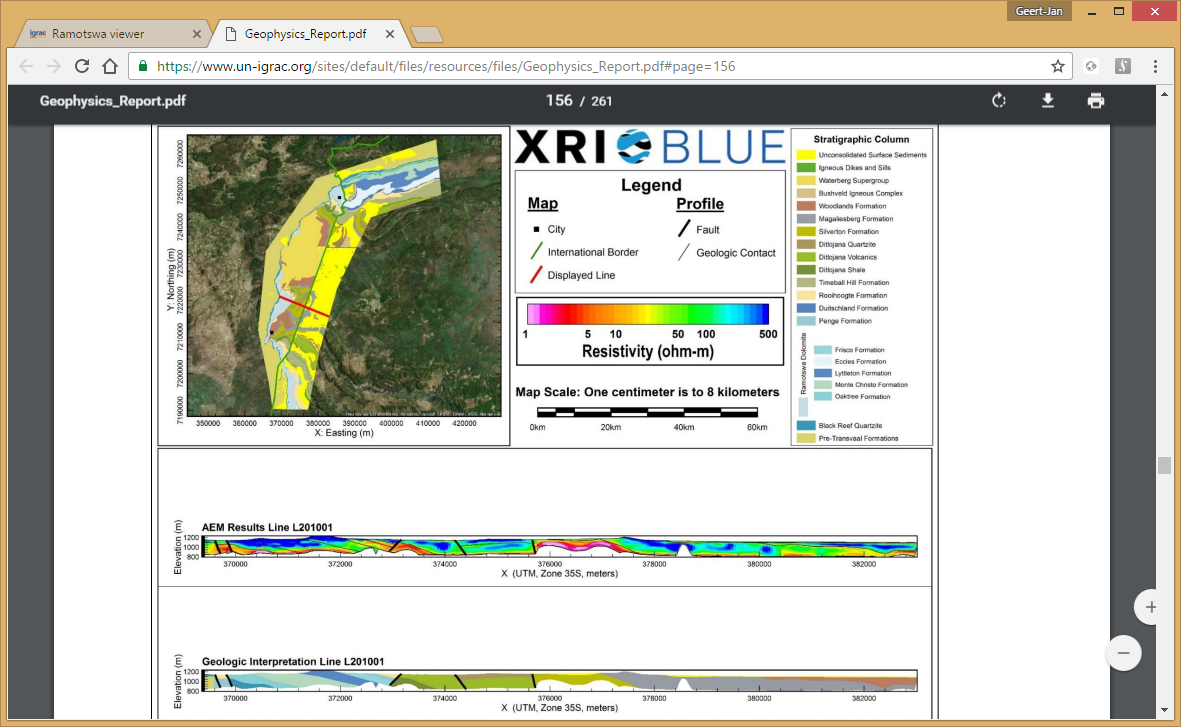 Geert-Jan
igrac Ramotswa viewer
Geophysics_Report.pdf
https://www.un-igrac.org/sites/default/files/resources/files/Geophysics_Report.pdf#page=156
Geophysics_Report.pdf
156 / 261
Y: Northing (m)
7260000
7250000
7240000
7230000
7220000
7210000
7200000
7190000
350000 360000 370000 380000 390000 400000 410000 420000
X: Easting (m)
XRI BLUE
Legend
Map
City
International Border
Displayed Line
Profile
Fault
Geologic Contact
1 5 10 50 100 500
Resistivity (ohm-m)
Map Scale: One centimeter is to 8 kilometers
0km 20km 40km 60km
Stratigraphic Column
Unconsolidated Surface Sediments
Igneous Dikes and Sills
Waterberg Supergroup
Bushveld Igneous Complex
Woodlands Formation
Magaliesberg Formation
Silverton Formation
Ditlojana Quartzite
Ditlojana Volcanics
Ditlojana Shale
Timeball Hill Formation
Rooihoogte Formation
Duitschland Formation
Penge Formation
Ramotswa Dolomite
Frisco Formation
Eccles Formation
Lyttleton Formation
Monte Christo Formation
Oaktree Formation
Black Reef Quartzite
Pre-Transvaal Formations
AEM Results Line L201001
Elevation (m)
1200
1000
800
370000 372000 374000 376000 378000 380000 382000
X (UTM, Zone 35S, meters)
Geologic Interpretation Line L201001
Elevation (m)
1200
1000
800
370000 372000 374000 376000 378000 380000 382000
X (UTM, Zone 35S, meters)